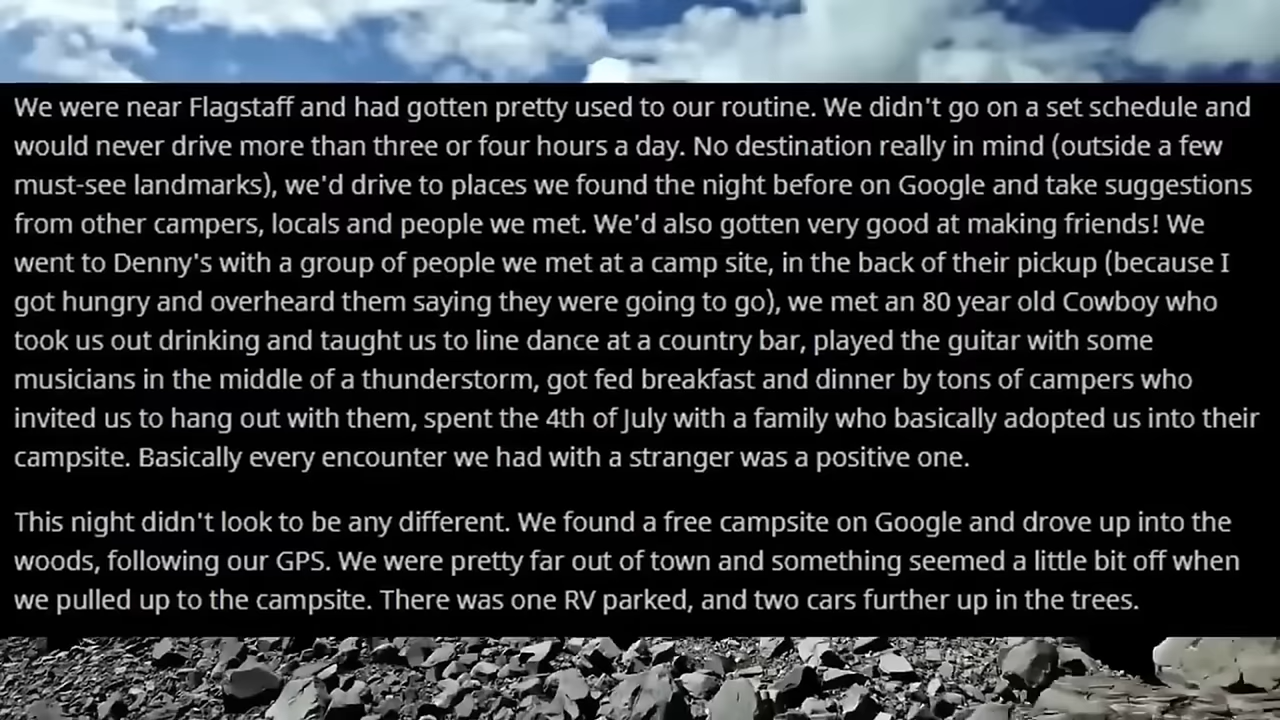 We were near Flagstaff and had gotten pretty used to our routine. We didn't go on a set schedule and
would never drive more than three or four hours a day. No destination really in mind (outside a few
must-see landmarks), we'd drive to places we found the night before on Google and take suggestions
from other campers, locals and people we met. We'd also gotten very good at making friends! We
went to Denny's with a group of people we met at a camp site, in the back of their pickup (because I
got hungry and overheard them saying they were going to go), we met an 80 year old Cowboy who
took us out drinking and taught us to line dance at a country bar, played the guitar with some
musicians in the middle of a thunderstorm, got fed breakfast and dinner by tons of campers who
invited us to hang out with them, spent the 4th of July with a family who basically adopted us into their
campsite. Basically every encounter we had with a stranger was a positive one.
This night didn't look to be any different. We found a free campsite on Google and drove up into the
woods, following our GPS. We were pretty far out of town and something seemed a little bit off when
we pulled up to the campsite. There was one RV parked, and two cars further up in the trees.